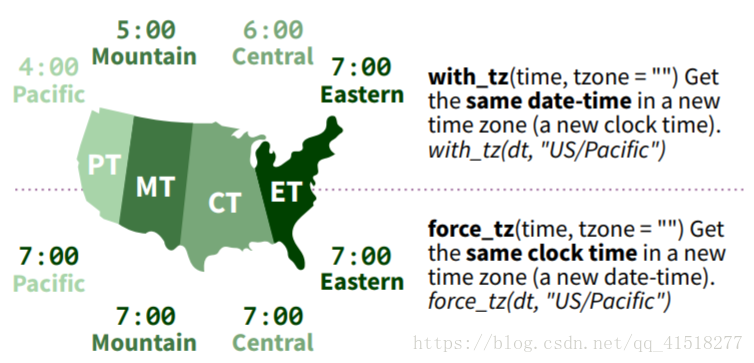 5:00
Mountain
6:00
Central
4:00
Pacific
7:00
Eastern
PT
MT
CT
ET
with_tz(time, tzone = "") Get
the same date-time in a new
time zone (a new clock time).
with_tz(dt, "US/Pacific")
7:00
Pacific
7:00
Eastern
7:00
Mountain
7:00
Central
force_tz(time, tzone = "") Get
the same clock time in a new
time zone (a new date-time).
force_tz(dt, "US/Pacific")
https://blog.csdn.net/qq_41518277